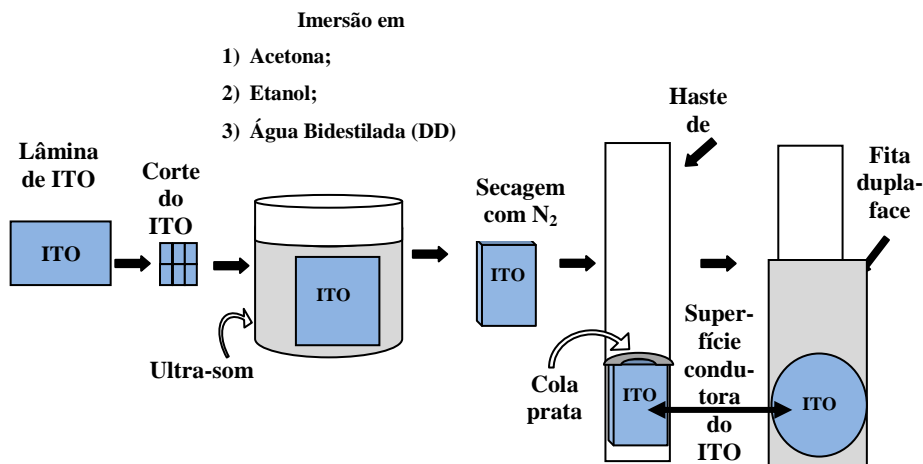 Imersão em
1) Acetona;
2) Etanol;
3) Água Bidestilada (DD)
Lâmina
de ITO
ITO
Corte
do
ITO
Ultra-som
ITO
Secagem
com N₂
ITO
Haste
de
Cola
prata
ITO
Super-
fície
condu-
tora
do
ITO
Fita
dupla-
face
ITO